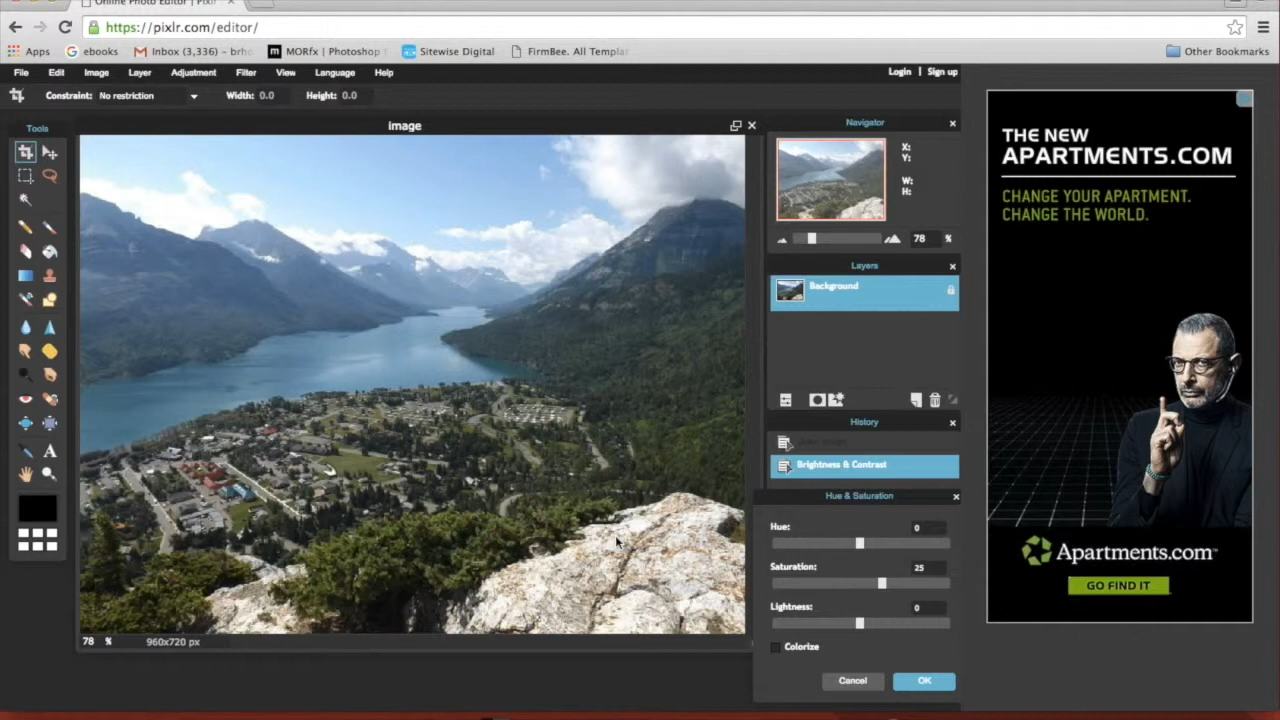 Online Photo Editor | Pixlr
https://pixlr.com/editor/
Apps ebooks Inbox (3,336) - brh MORfx | Photoshop Sitewise Digital FirmBee. All Templa Other Bookmarks
File Edit Image Layer Adjustment Filter View Language Help Login | Sign up
Constraint: No restriction Width: 0.0 Height: 0.0
Tools
image
Navigator
X:
Y:
W:
H:
78 %
Layers
Background
History
Brightness & Contrast
Hue & Saturation
Hue: 0
Saturation: 25
Lightness: 0
Colorize
Cancel OK
78 % 960x720 px
THE NEW
APARTMENTS.COM
CHANGE YOUR APARTMENT.
CHANGE THE WORLD.
Apartments.com™
GO FIND IT